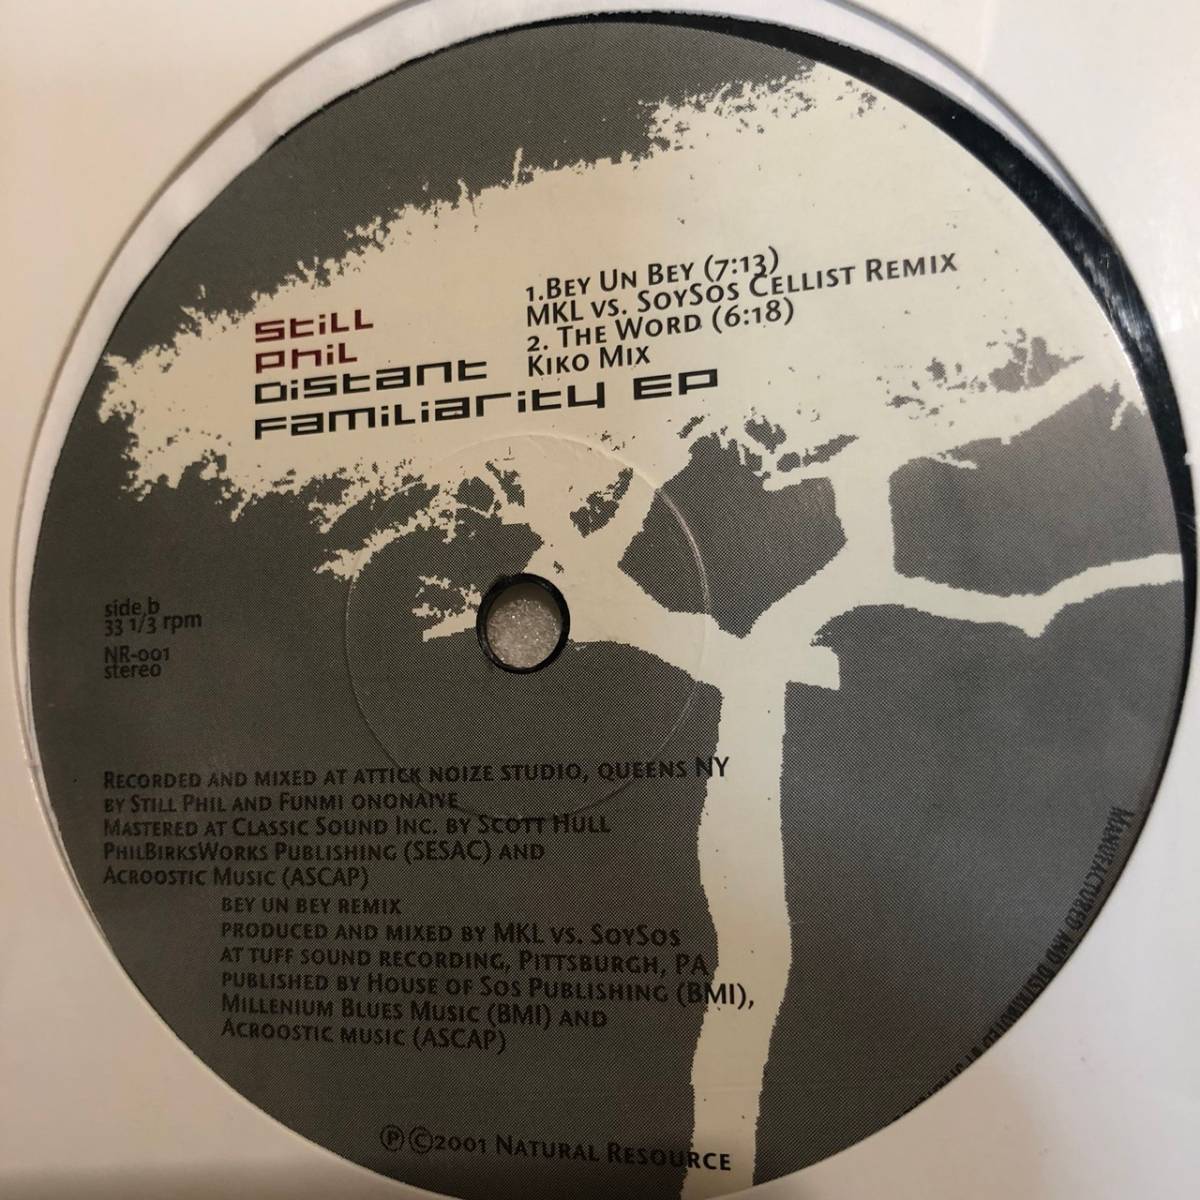 Still
Phil
Distant
Familiarity EP
1.Bey Un Bey (7:13)
MKL vs. SoySos Cellist Remix
2. The Word (6:18)
Kiko Mix
side b
33 1/3 rpm
NR-001
stereo
Recorded and mixed at attick noize studio, Queens NY
by Still Phil and Funmi Ononaiye
Mastered at Classic Sound Inc. by Scott Hull
PhilBirksWorks Publishing (SESAC) and
Acroostic Music (ASCAP)
Bey Un Bey Remix
produced and mixed by MKL vs. SoySos
at tuff sound recording, Pittsburgh, PA
published by House of Sos Publishing (BMI),
Millenium Blues Music (BMI) and
Acroostic music (ASCAP)
Manufactured and distributed by
℗©2001 Natural Resource